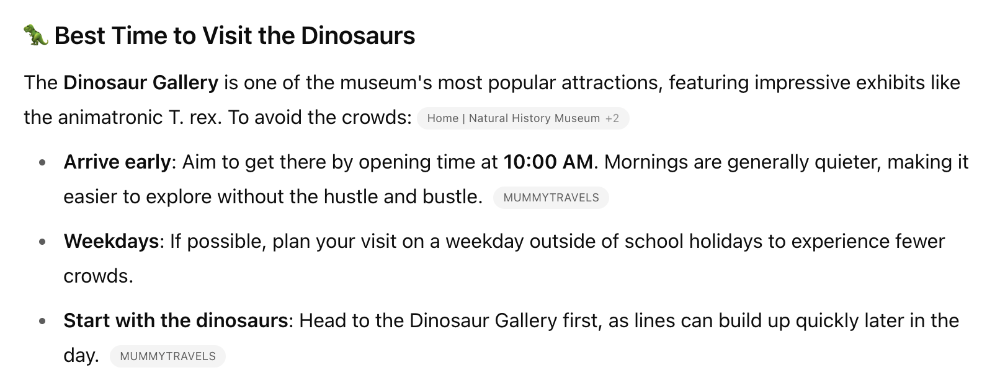 🦖 Best Time to Visit the Dinosaurs
The Dinosaur Gallery is one of the museum's most popular attractions, featuring impressive exhibits like
the animatronic T. rex. To avoid the crowds: Home | Natural History Museum +2
• Arrive early: Aim to get there by opening time at 10:00 AM. Mornings are generally quieter, making it
easier to explore without the hustle and bustle. MUMMYTRAVELS
• Weekdays: If possible, plan your visit on a weekday outside of school holidays to experience fewer
crowds.
• Start with the dinosaurs: Head to the Dinosaur Gallery first, as lines can build up quickly later in the
day. MUMMYTRAVELS